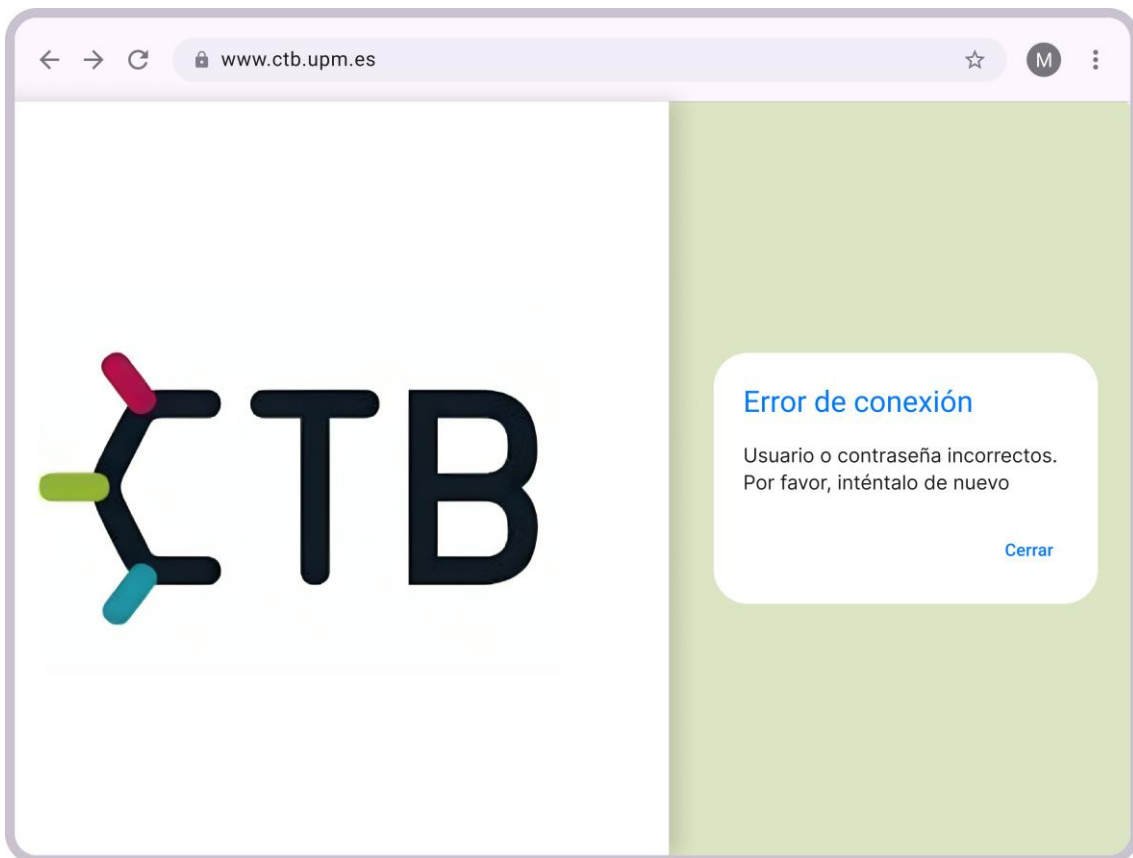 www.ctb.upm.es
M
CTB
Error de conexión
Usuario o contraseña incorrectos.
Por favor, inténtalo de nuevo
Cerrar